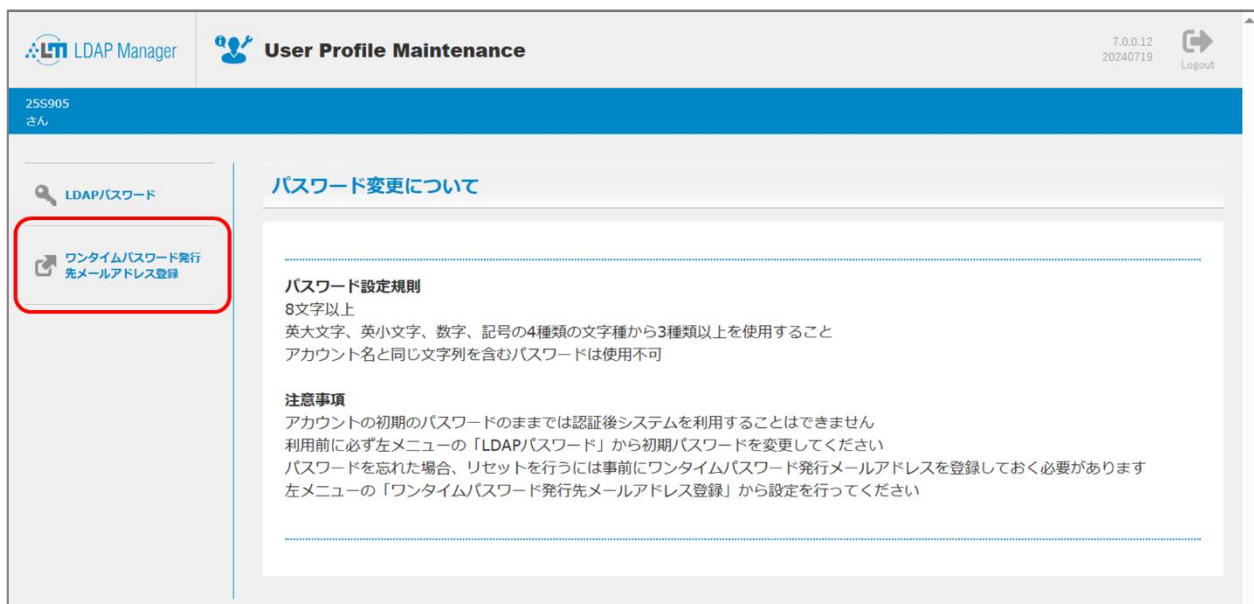 LTI LDAP Manager
User Profile Maintenance
7.0.0.12
20240719
Logout
25S905
さん
LDAPパスワード
ワンタイムパスワード発行
先メールアドレス登録
パスワード変更について
パスワード設定規則
8文字以上
英大文字、英小文字、数字、記号の4種類の文字種から3種類以上を使用すること
アカウント名と同じ文字列を含むパスワードは使用不可
注意事項
アカウントの初期のパスワードのままでは認証後システムを利用することはできません
利用前に必ず左メニューの「LDAPパスワード」から初期パスワードを変更してください
パスワードを忘れた場合、リセットを行うには事前にワンタイムパスワード発行メールアドレスを登録しておく必要があります
左メニューの「ワンタイムパスワード発行先メールアドレス登録」から設定を行ってください